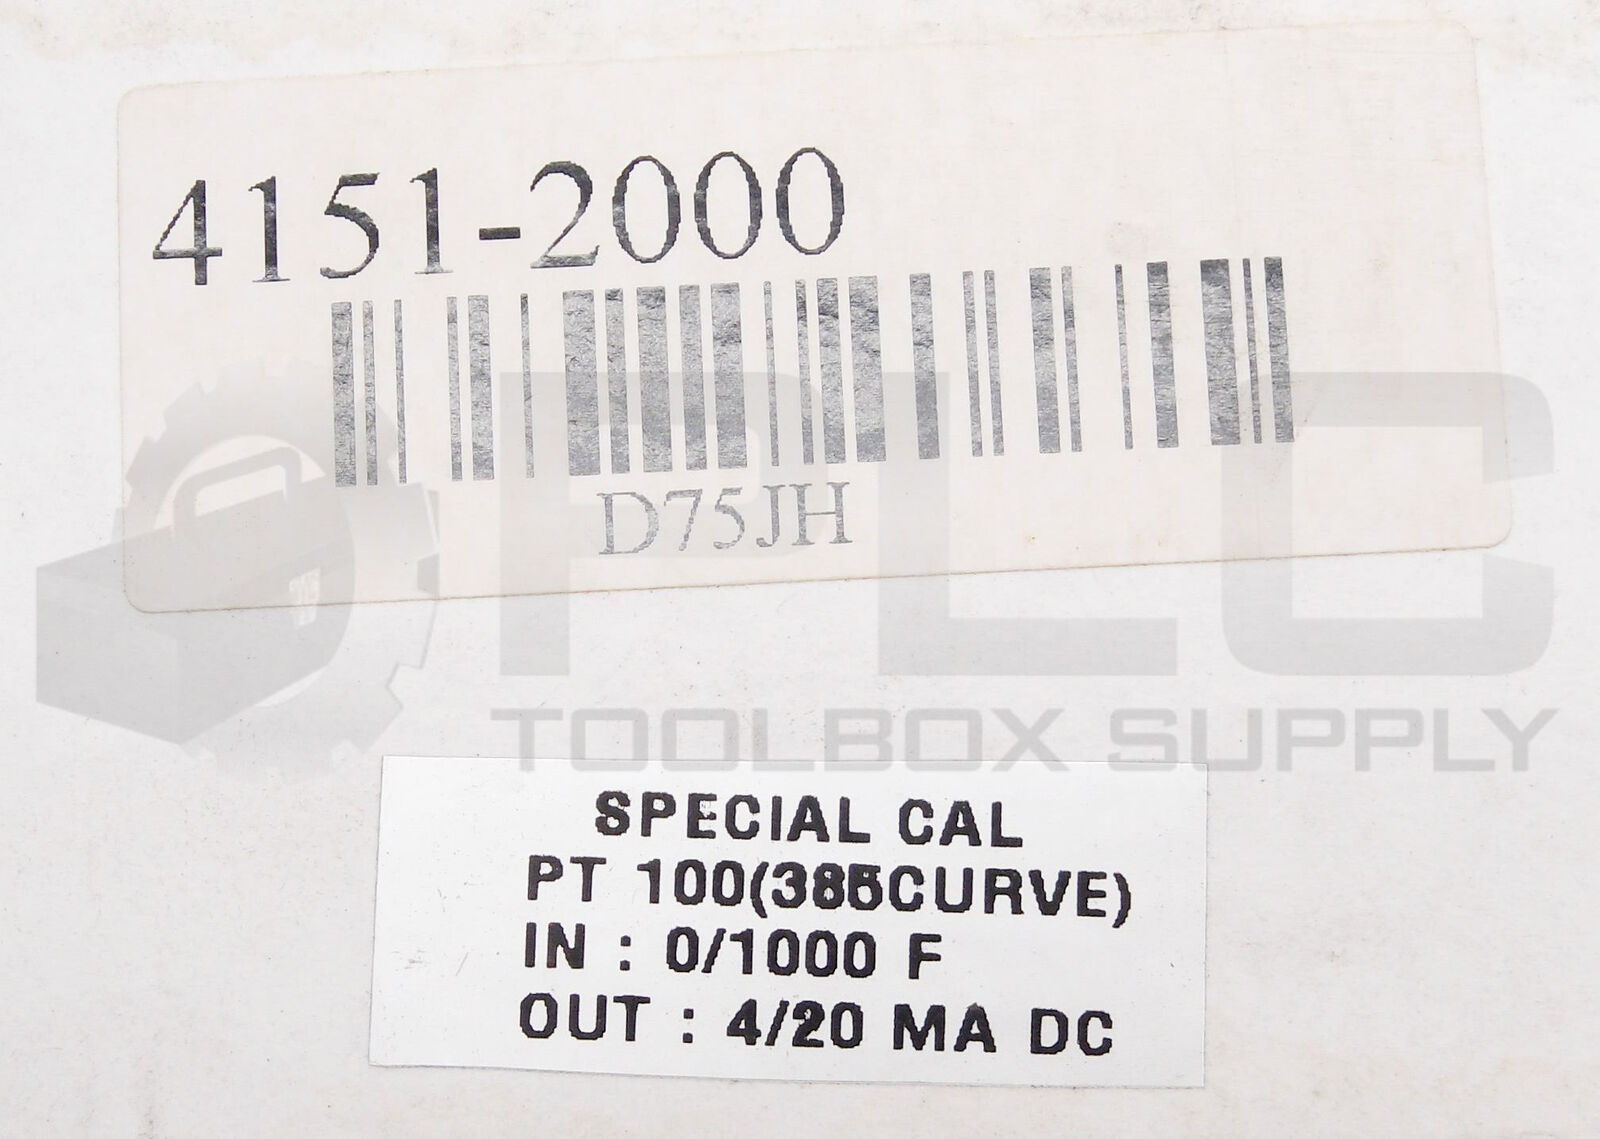 4151-2000
D75JH
PLC
TOOLBOX SUPPLY
SPECIAL CAL
PT 100(385CURVE)
IN : 0/1000 F
OUT : 4/20 MA DC